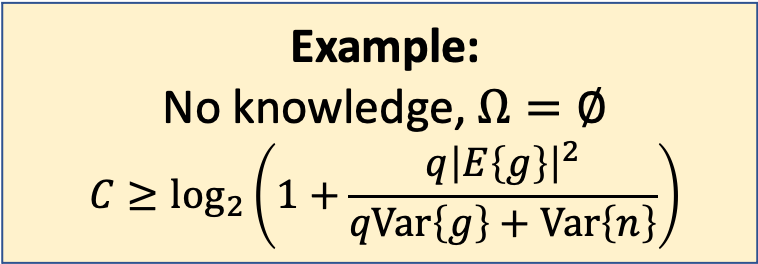 Example:
No knowledge, Ω = ∅
C ≥ log₂ (1 + q|E{g}|² / (qVar{g} + Var{n}))